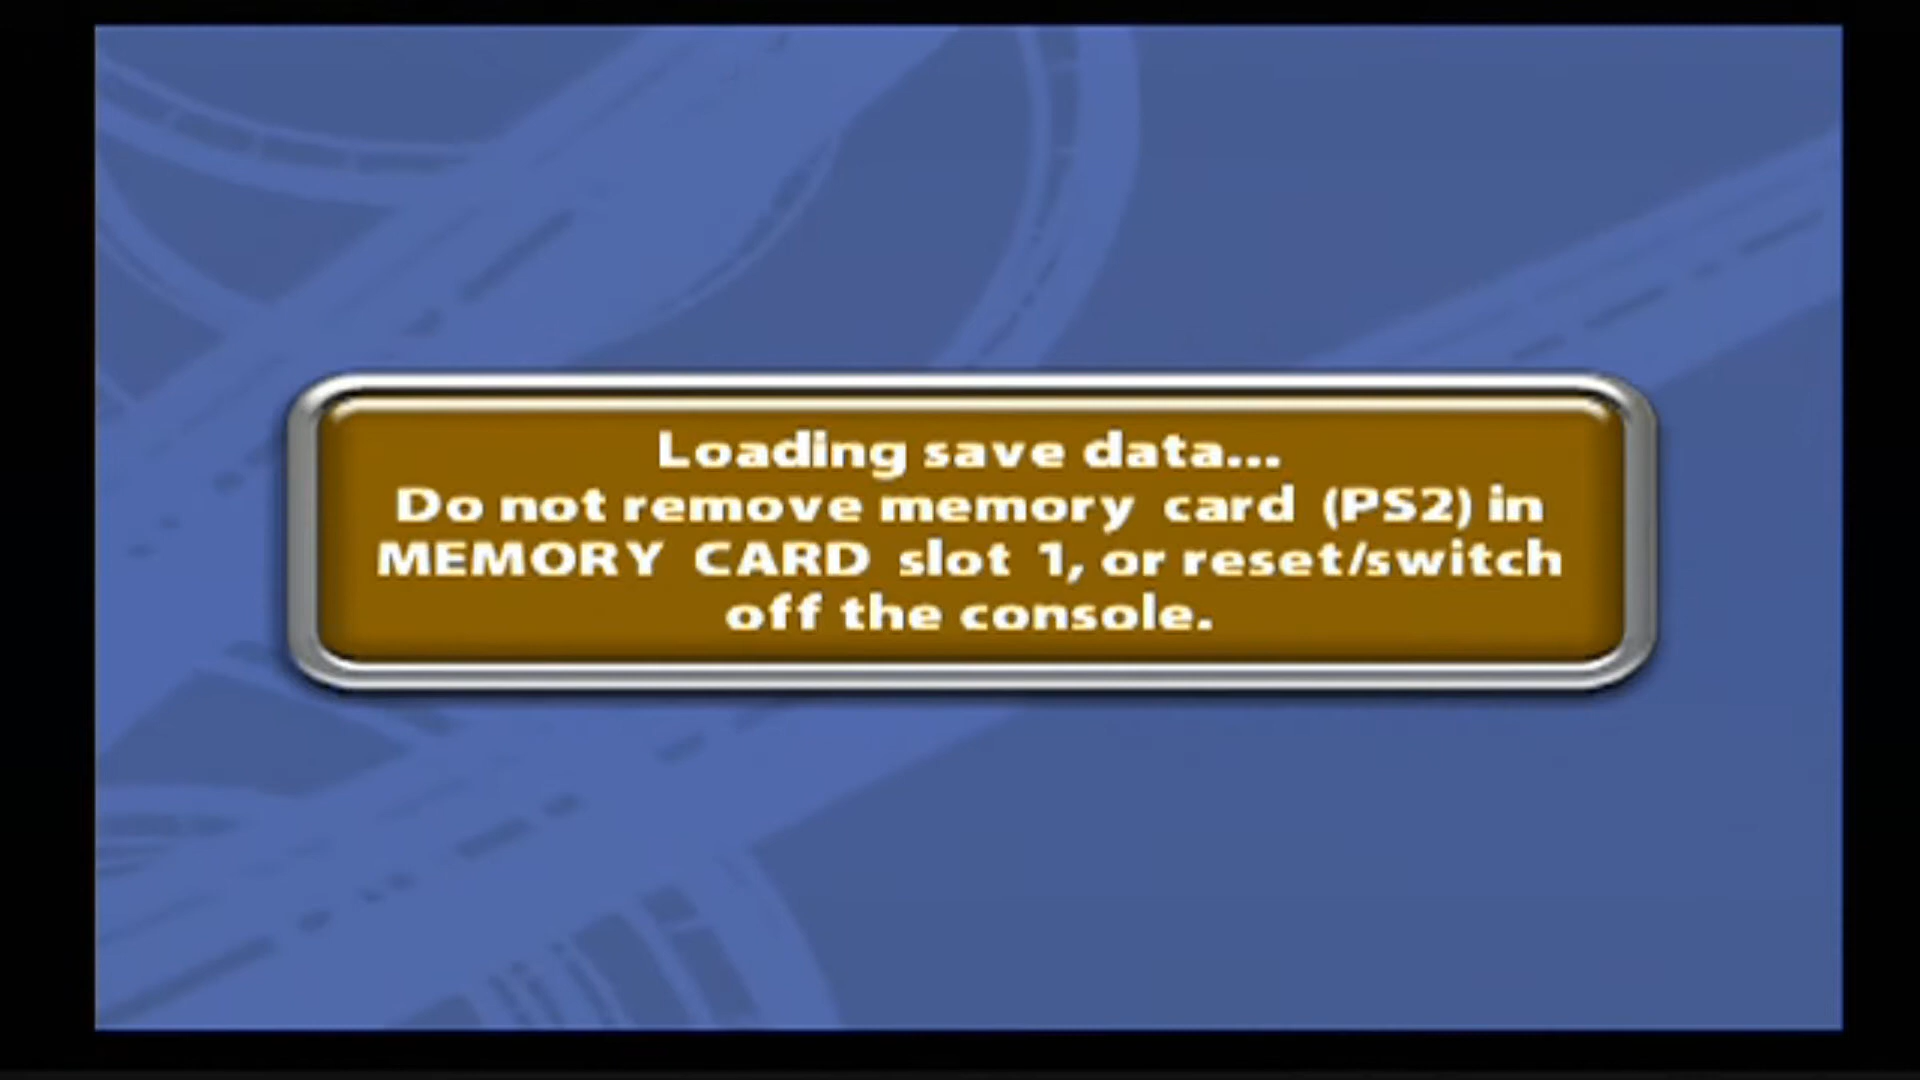 Loading save data...
Do not remove memory card (PS2) in
MEMORY CARD slot 1, or reset/switch
off the console.